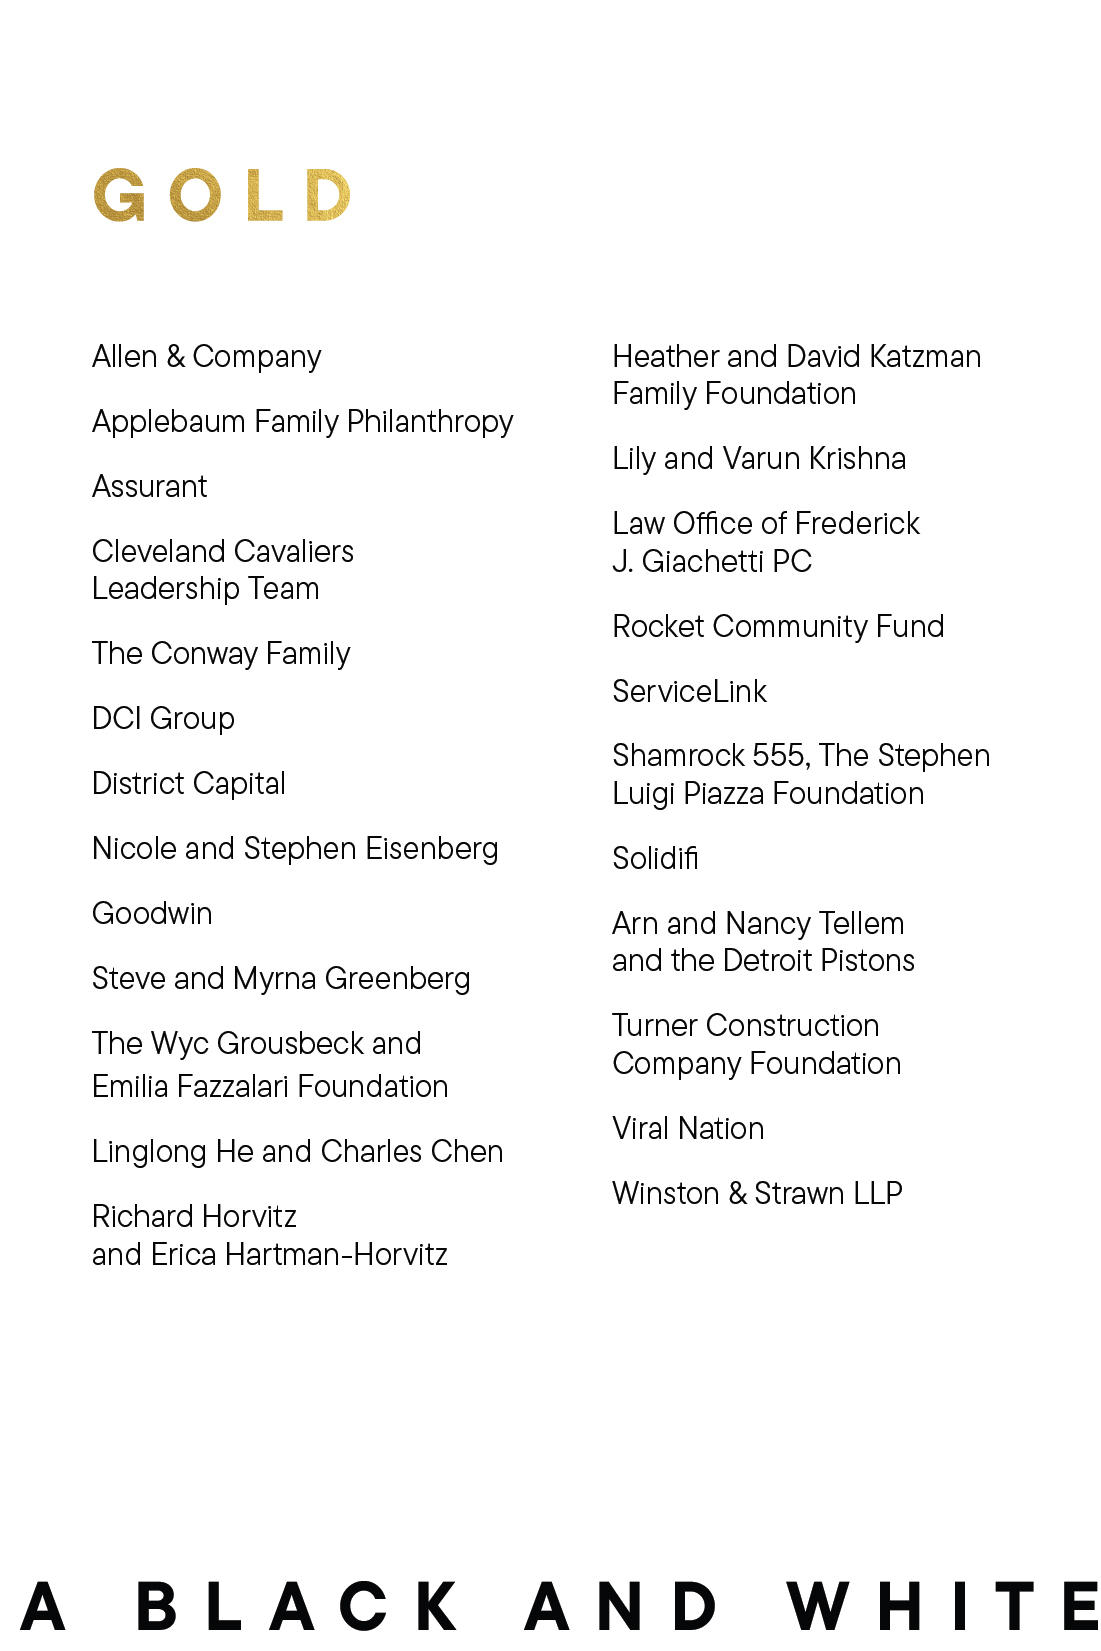 GOLD
Allen & Company
Applebaum Family Philanthropy
Assurant
Cleveland Cavaliers
Leadership Team
The Conway Family
DCI Group
District Capital
Nicole and Stephen Eisenberg
Goodwin
Steve and Myrna Greenberg
The Wyc Grousbeck and
Emilia Fazzalari Foundation
Linglong He and Charles Chen
Richard Horvitz
and Erica Hartman-Horvitz
Heather and David Katzman
Family Foundation
Lily and Varun Krishna
Law Office of Frederick
J. Giachetti PC
Rocket Community Fund
ServiceLink
Shamrock 555, The Stephen
Luigi Piazza Foundation
Solidifi
Arn and Nancy Tellem
and the Detroit Pistons
Turner Construction
Company Foundation
Viral Nation
Winston & Strawn LLP
A BLACK AND WHITE